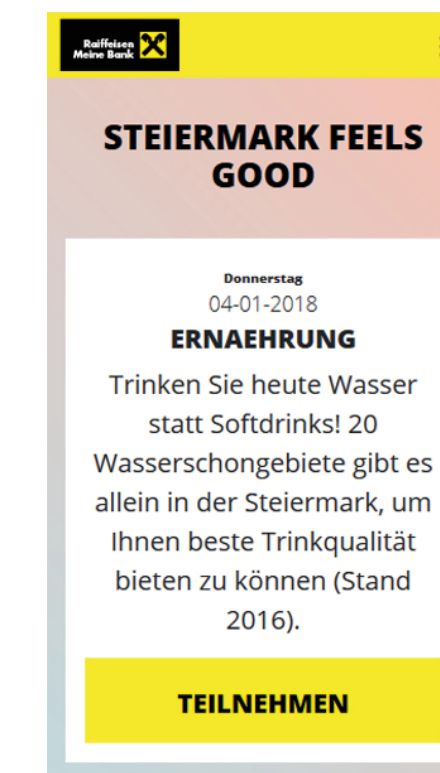 Raiffeisen
Meine Bank
STEIERMARK FEELS
GOOD
Donnerstag
04-01-2018
ERNAEHRUNG
Trinken Sie heute Wasser
statt Softdrinks! 20
Wasserschongebiete gibt es
allein in der Steiermark, um
Ihnen beste Trinkqualität
bieten zu können (Stand
2016).
TEILNEHMEN